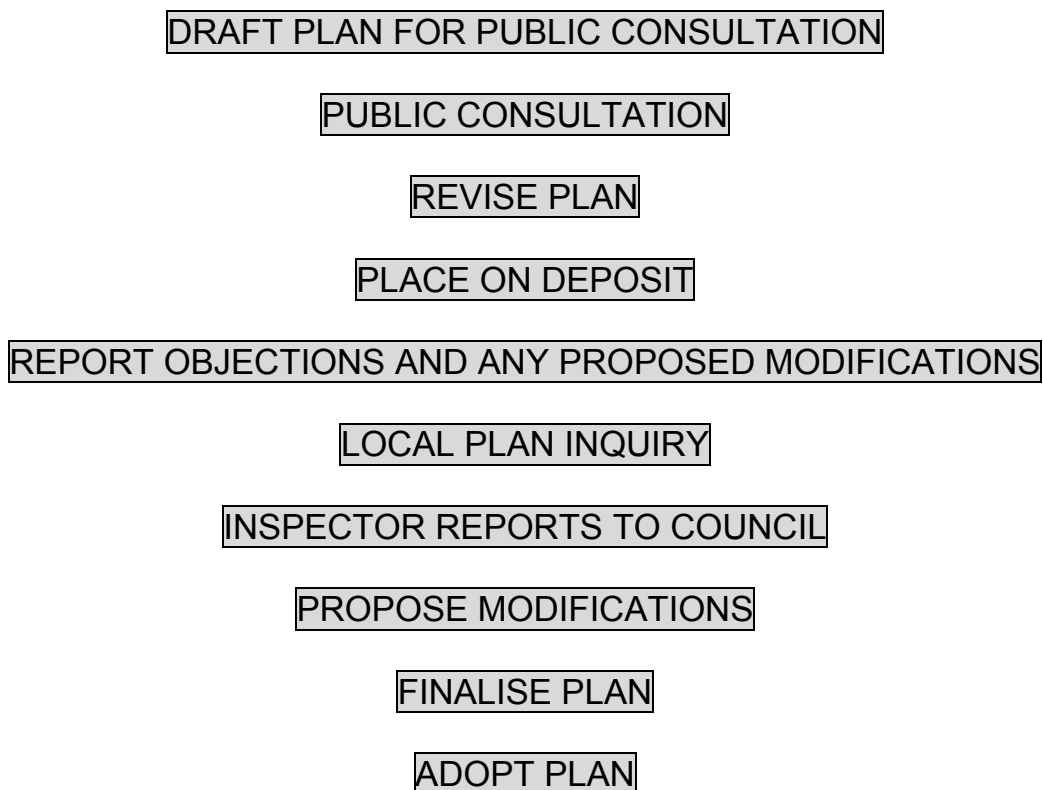 DRAFT PLAN FOR PUBLIC CONSULTATION
PUBLIC CONSULTATION
REVISE PLAN
PLACE ON DEPOSIT
REPORT OBJECTIONS AND ANY PROPOSED MODIFICATIONS
LOCAL PLAN INQUIRY
INSPECTOR REPORTS TO COUNCIL
PROPOSE MODIFICATIONS
FINALISE PLAN
ADOPT PLAN